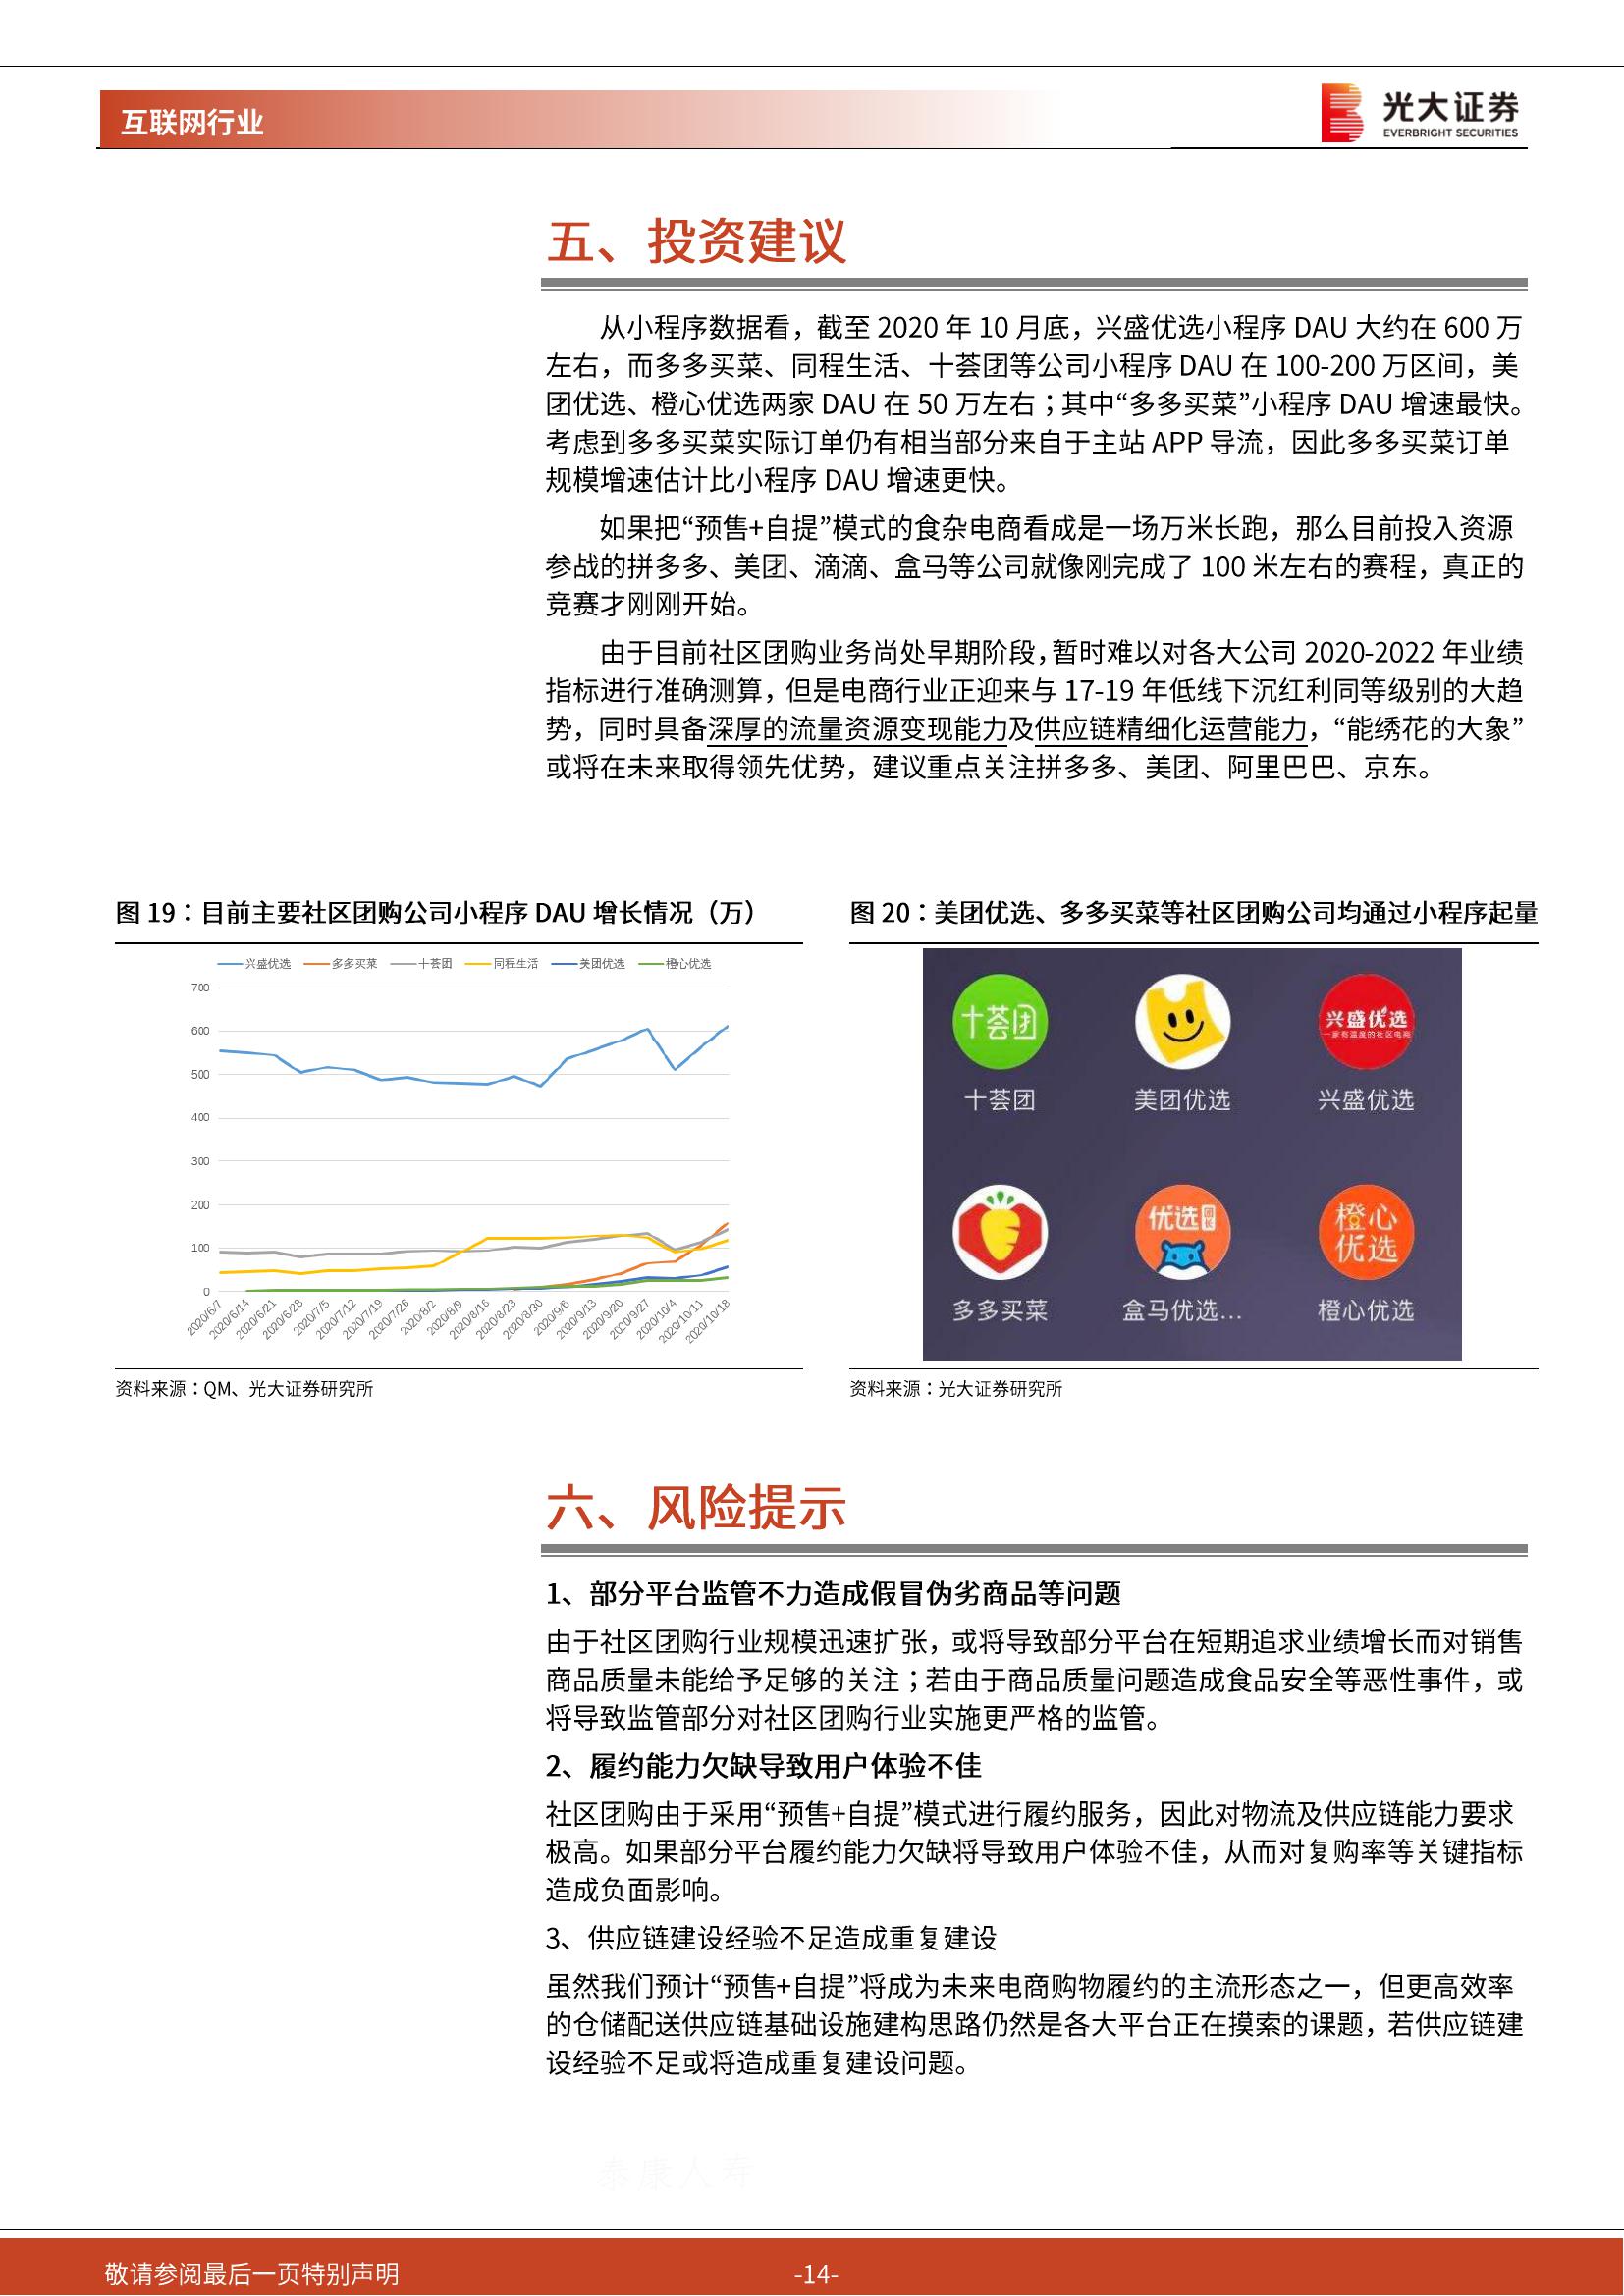 互联网行业
光大证券
EVERBRIGHT SECURITIES
五、投资建议
从小程序数据看，截至 2020 年 10 月底，兴盛优选小程序 DAU 大约在 600 万
左右，而多多买菜、同程生活、十荟团等公司小程序 DAU 在 100-200 万区间，美
团优选、橙心优选两家 DAU 在 50 万左右；其中“多多买菜”小程序 DAU 增速最快。
考虑到多多买菜实际订单仍有相当部分来自于主站 APP 导流，因此多多买菜订单
规模增速估计比小程序 DAU 增速更快。
如果把“预售+自提”模式的食杂电商看成是一场万米长跑，那么目前投入资源
参战的拼多多、美团、滴滴、盒马等公司就像刚完成了 100 米左右的赛程，真正的
竞赛才刚刚开始。
由于目前社区团购业务尚处早期阶段，暂时难以对各大公司 2020-2022 年业绩
指标进行准确测算，但是电商行业正迎来与 17-19 年低线下沉红利同等级别的大趋
势，同时具备深厚的流量资源变现能力及供应链精细化运营能力，“能绣花的大象”
或将在未来取得领先优势，建议重点关注拼多多、美团、阿里巴巴、京东。
图 19：目前主要社区团购公司小程序 DAU 增长情况（万）
兴盛优选 多多买菜 十荟团 同程生活 美团优选 橙心优选
700
600
500
400
300
200
100
0
2020/6/7 2020/6/14 2020/6/21 2020/6/28 2020/7/5 2020/7/12 2020/7/19 2020/7/26 2020/8/2 2020/8/9 2020/8/16 2020/8/23 2020/8/30 2020/9/6 2020/9/13 2020/9/20 2020/9/27 2020/10/4 2020/10/11 2020/10/18
资料来源：QM、光大证券研究所
图 20：美团优选、多多买菜等社区团购公司均通过小程序起量
十荟团 兴盛优选
一家有温度的社区电商
十荟团 美团优选 兴盛优选
优选 团长 橙心
优选
多多买菜 盒马优选... 橙心优选
资料来源：光大证券研究所
六、风险提示
1、部分平台监管不力造成假冒伪劣商品等问题
由于社区团购行业规模迅速扩张，或将导致部分平台在短期追求业绩增长而对销售
商品质量未能给予足够的关注；若由于商品质量问题造成食品安全等恶性事件，或
将导致监管部分对社区团购行业实施更严格的监管。
2、履约能力欠缺导致用户体验不佳
社区团购由于采用“预售+自提”模式进行履约服务，因此对物流及供应链能力要求
极高。如果部分平台履约能力欠缺将导致用户体验不佳，从而对复购率等关键指标
造成负面影响。
3、供应链建设经验不足造成重复建设
虽然我们预计“预售+自提”将成为未来电商购物履约的主流形态之一，但更高效率
的仓储配送供应链基础设施建构思路仍然是各大平台正在摸索的课题，若供应链建
设经验不足或将造成重复建设问题。
泰康人寿
敬请参阅最后一页特别声明
-14-